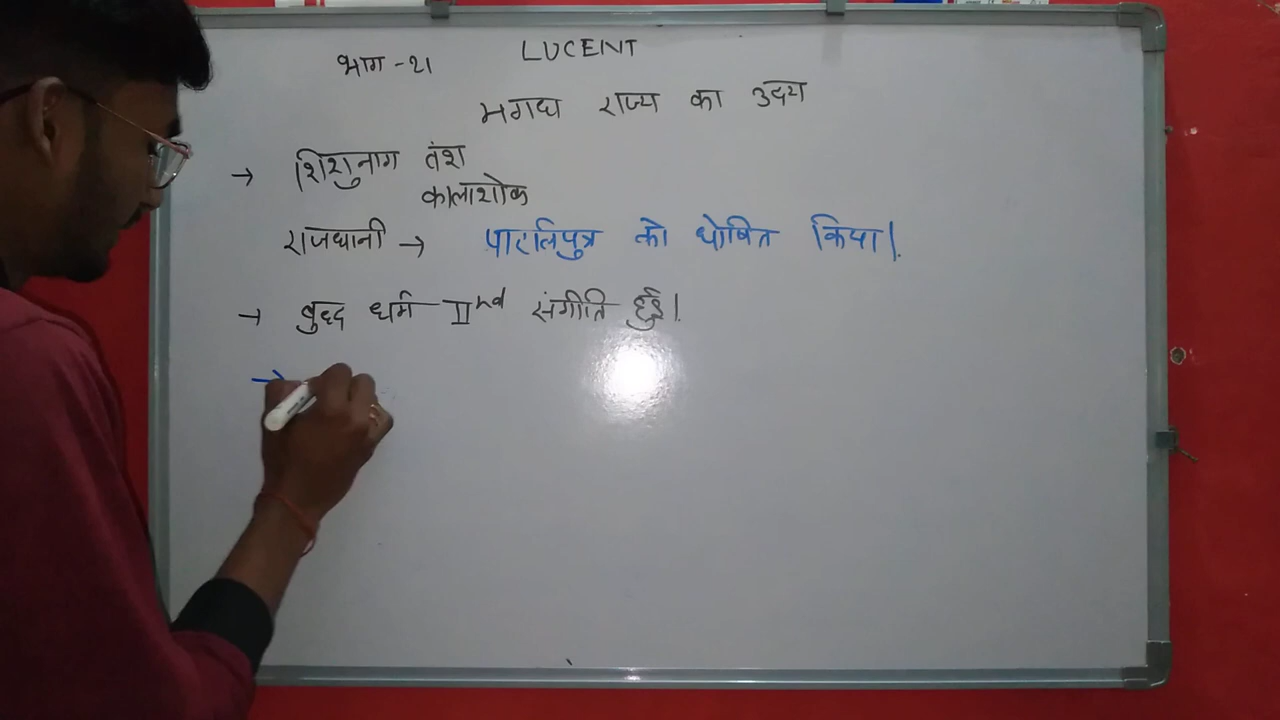 भाग -21 LUCENT
मगध राज्य का उदय
→ शिशुनाग वंश
कालाशोक
राजधानी → पाटलिपुत्र को घोषित किया।
→ बुद्ध धर्म IInd संगीति हुई।
→